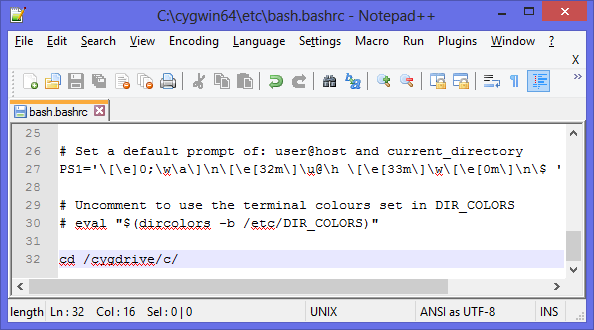 C:\cygwin64\etc\bash.bashrc - Notepad++
File Edit Search View Encoding Language Settings Macro Run Plugins Window ?
X
bash.bashrc
25
26 # Set a default prompt of: user@host and current_directory
27 PS1='\[\e]0;\w\a\]\n\[\e[32m\]\u@\h \[\e[33m\]\w\[\e[0m\]\n\$ '
28
29 # Uncomment to use the terminal colours set in DIR_COLORS
30 # eval "$(dircolors -b /etc/DIR_COLORS)"
31
32 cd /cygdrive/c/
length Ln : 32 Col : 16 Sel : 0 | 0 UNIX ANSI as UTF-8 INS